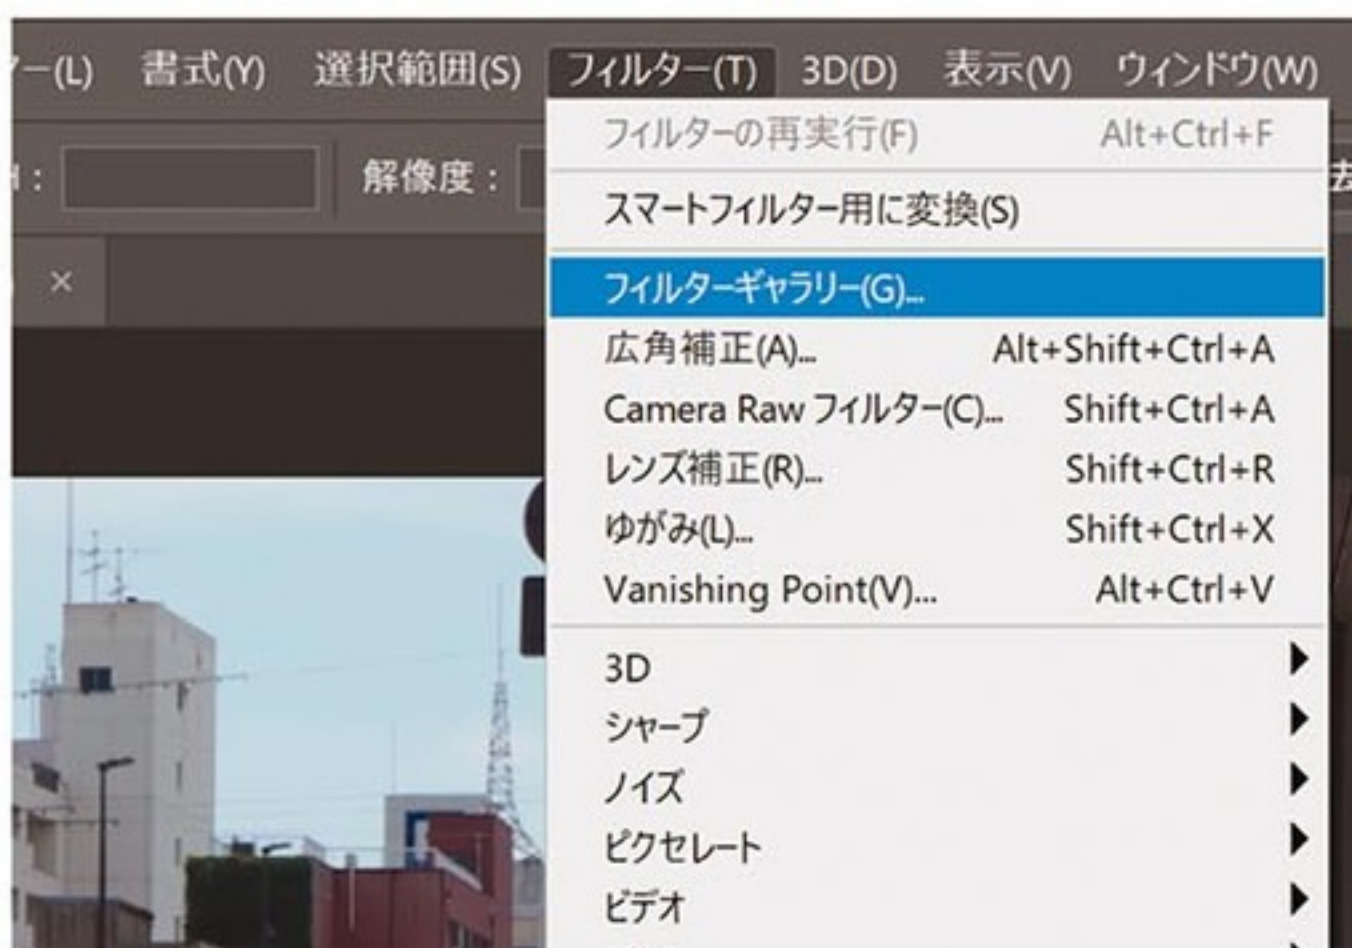 ー(L) 書式(Y) 選択範囲(S) フィルター(T) 3D(D) 表示(V) ウィンドウ(W)
: 解像度：
×
フィルターの再実行(F) Alt+Ctrl+F
スマートフィルター用に変換(S)
フィルターギャラリー(G)...
広角補正(A)... Alt+Shift+Ctrl+A
Camera Raw フィルター(C)... Shift+Ctrl+A
レンズ補正(R)... Shift+Ctrl+R
ゆがみ(L)... Shift+Ctrl+X
Vanishing Point(V)... Alt+Ctrl+V
3D
シャープ
ノイズ
ピクセレート
ビデオ